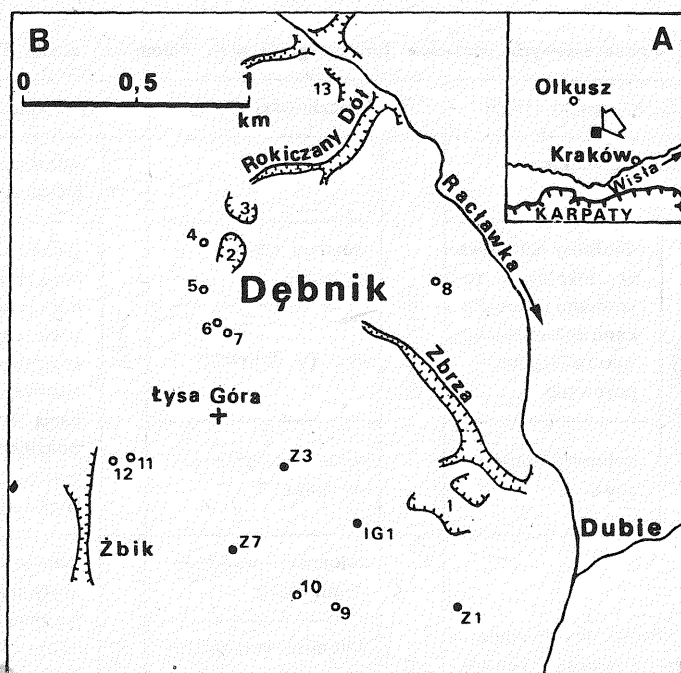 B
A
0 0,5 1
km
13
Rokiczany Dół
Olkusz
Kraków
Wisła
KARPATY
Racławka
3
4
2
5
Dębnik
8
6
7
Zbrza
Łysa Góra
Z3
12
11
1
IG1
Dubie
Żbik
Z7
10
9
Z1